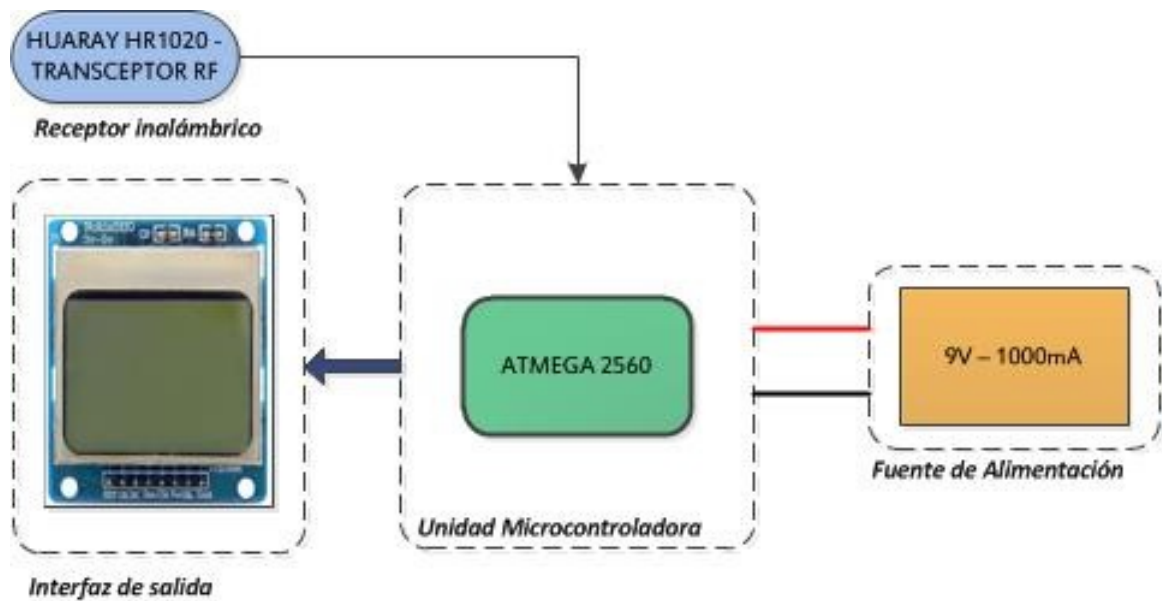 HUARAY HR1020 -
TRANSCEPTOR RF
Receptor inalámbrico
ATMEGA 2560
9V – 1000mA
Fuente de Alimentación
Unidad Microcontroladora
Interfaz de salida